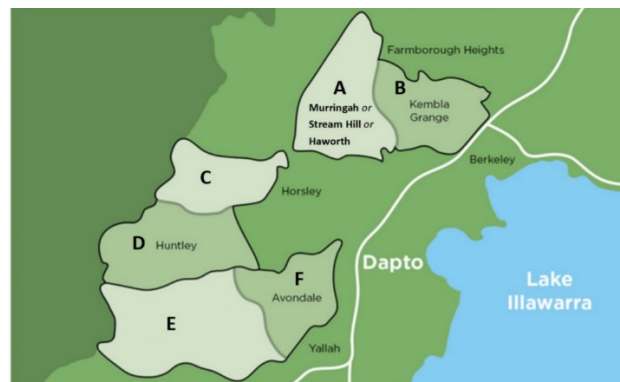 Farmborough Heights
A
B
Murringah or
Stream Hill or
Haworth
Kembla
Grange
Berkeley
C
Horsley
D Huntley
Dapto
F
Avondale
Lake
Illawarra
E
Yallah